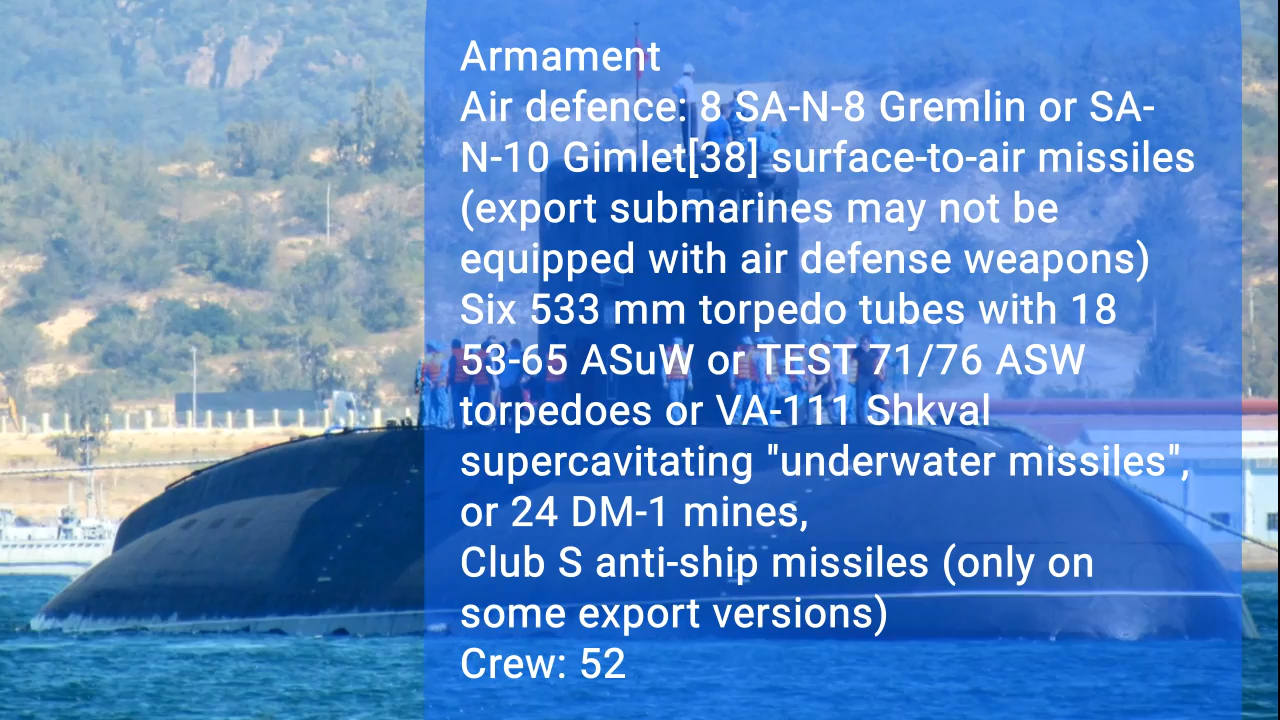 Armament
Air defence: 8 SA-N-8 Gremlin or SA-
N-10 Gimlet[38] surface-to-air missiles
(export submarines may not be
equipped with air defense weapons)
Six 533 mm torpedo tubes with 18
53-65 ASuW or TEST 71/76 ASW
torpedoes or VA-111 Shkval
supercavitating "underwater missiles",
or 24 DM-1 mines,
Club S anti-ship missiles (only on
some export versions)
Crew: 52